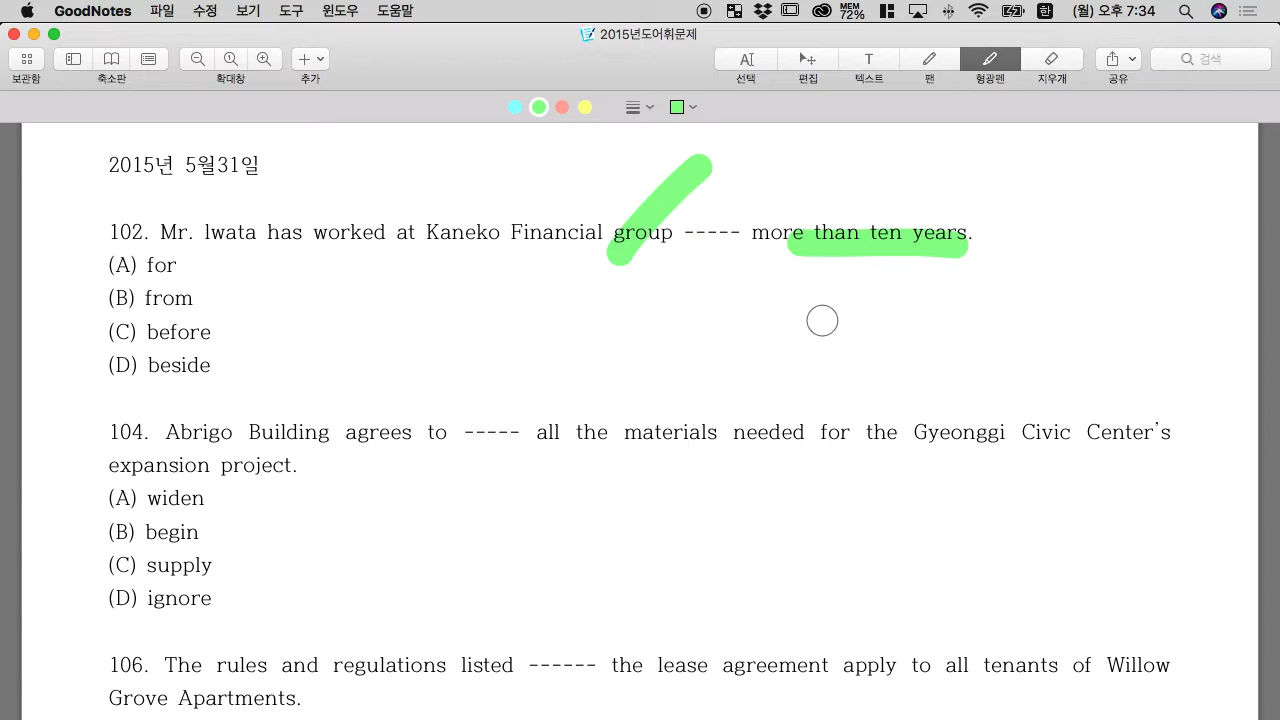 GoodNotes 파일 수정 보기 도구 윈도우 도움말 MEM 72% 한 (월) 오후 7:34
2015년도어휘문제
보관함 축소판 확대창 추가 선택 편집 텍스트 펜 형광펜 지우개 공유 검색
2015년 5월31일
102. Mr. lwata has worked at Kaneko Financial group ----- more than ten years.
(A) for
(B) from
(C) before
(D) beside
104. Abrigo Building agrees to ----- all the materials needed for the Gyeonggi Civic Center's
expansion project.
(A) widen
(B) begin
(C) supply
(D) ignore
106. The rules and regulations listed ------ the lease agreement apply to all tenants of Willow
Grove Apartments.